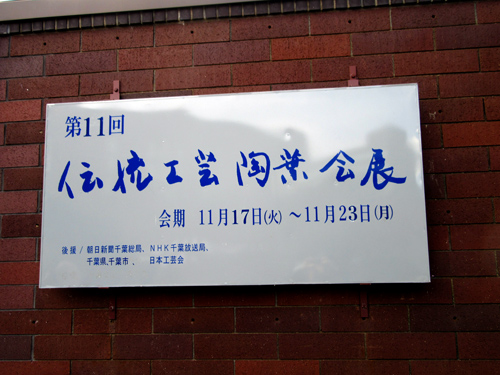 第11回
伝統工芸陶葉会展
会期 11月17日(火)～11月23日(月)
後援/朝日新聞千葉総局、NHK千葉放送局、
千葉県、千葉市、 日本工芸会